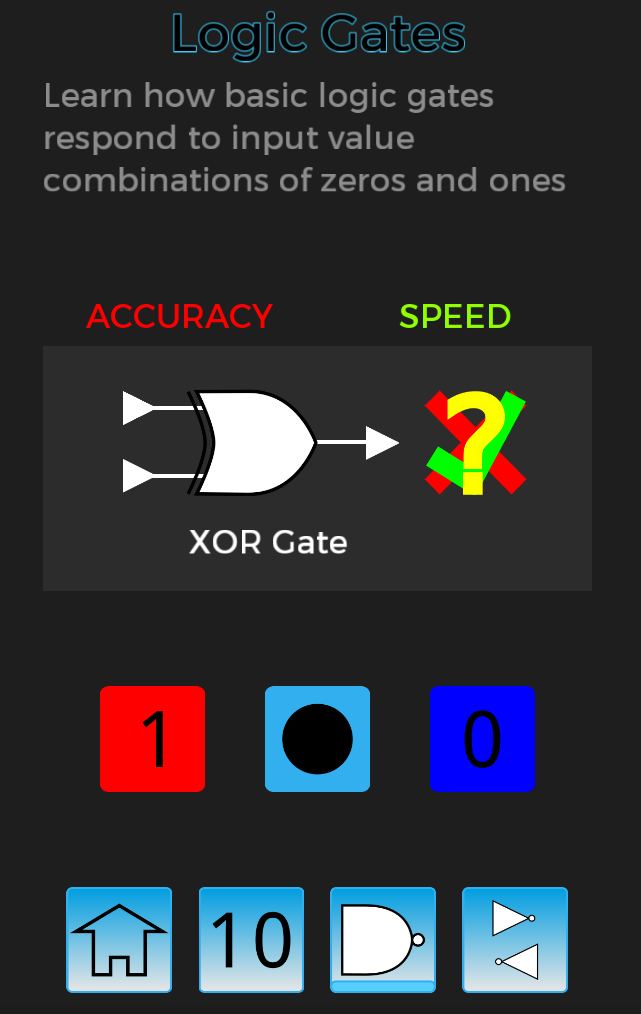 Logic Gates
Learn how basic logic gates
respond to input value
combinations of zeros and ones
ACCURACY SPEED
?
XOR Gate
1 0
10